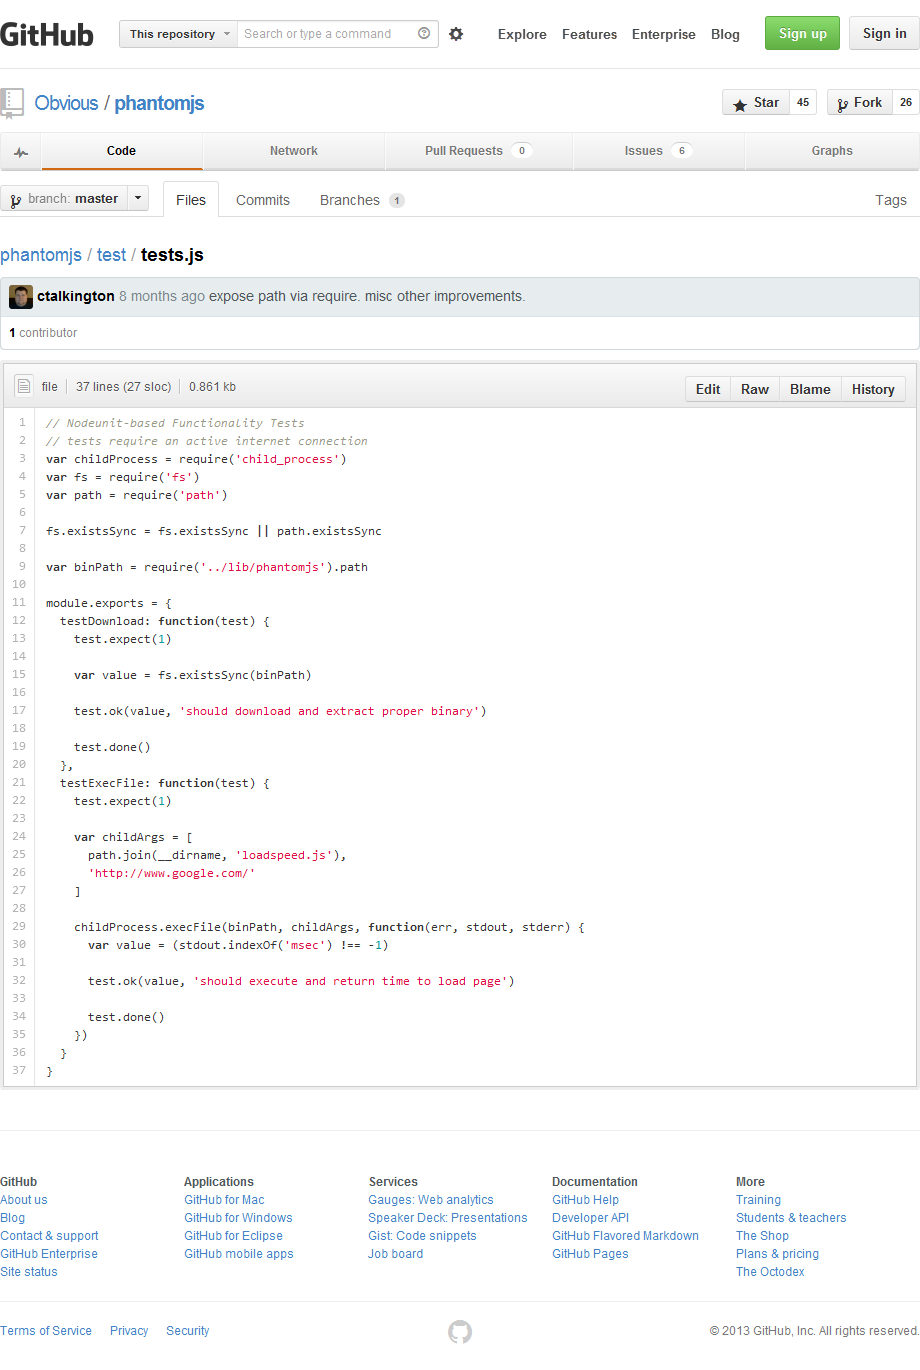 GitHub This repository Search or type a command Explore Features Enterprise Blog Sign up Sign in
Obvious / phantomjs Star 45 Fork 26
Code Network Pull Requests 0 Issues 6 Graphs
branch: master Files Commits Branches 1 Tags
phantomjs / test / tests.js
ctalkington 8 months ago expose path via require. misc other improvements.
1 contributor
file 37 lines (27 sloc) 0.861 kb Edit Raw Blame History
1 // Nodeunit-based Functionality Tests
2 // tests require an active internet connection
3 var childProcess = require('child_process')
4 var fs = require('fs')
5 var path = require('path')
6
7 fs.existsSync = fs.existsSync || path.existsSync
8
9 var binPath = require('../lib/phantomjs').path
10
11 module.exports = {
12 testDownload: function(test) {
13 test.expect(1)
14
15 var value = fs.existsSync(binPath)
16
17 test.ok(value, 'should download and extract proper binary')
18
19 test.done()
20 },
21 testExecFile: function(test) {
22 test.expect(1)
23
24 var childArgs = [
25 path.join(__dirname, 'loadspeed.js'),
26 'http://www.google.com/'
27 ]
28
29 childProcess.execFile(binPath, childArgs, function(err, stdout, stderr) {
30 var value = (stdout.indexOf('msec') !== -1)
31
32 test.ok(value, 'should execute and return time to load page')
33
34 test.done()
35 })
36 }
37 }
GitHub
About us
Blog
Contact & support
GitHub Enterprise
Site status
Applications
GitHub for Mac
GitHub for Windows
GitHub for Eclipse
GitHub mobile apps
Services
Gauges: Web analytics
Speaker Deck: Presentations
Gist: Code snippets
Job board
Documentation
GitHub Help
Developer API
GitHub Flavored Markdown
GitHub Pages
More
Training
Students & teachers
The Shop
Plans & pricing
The Octodex
Terms of Service Privacy Security © 2013 GitHub, Inc. All rights reserved.